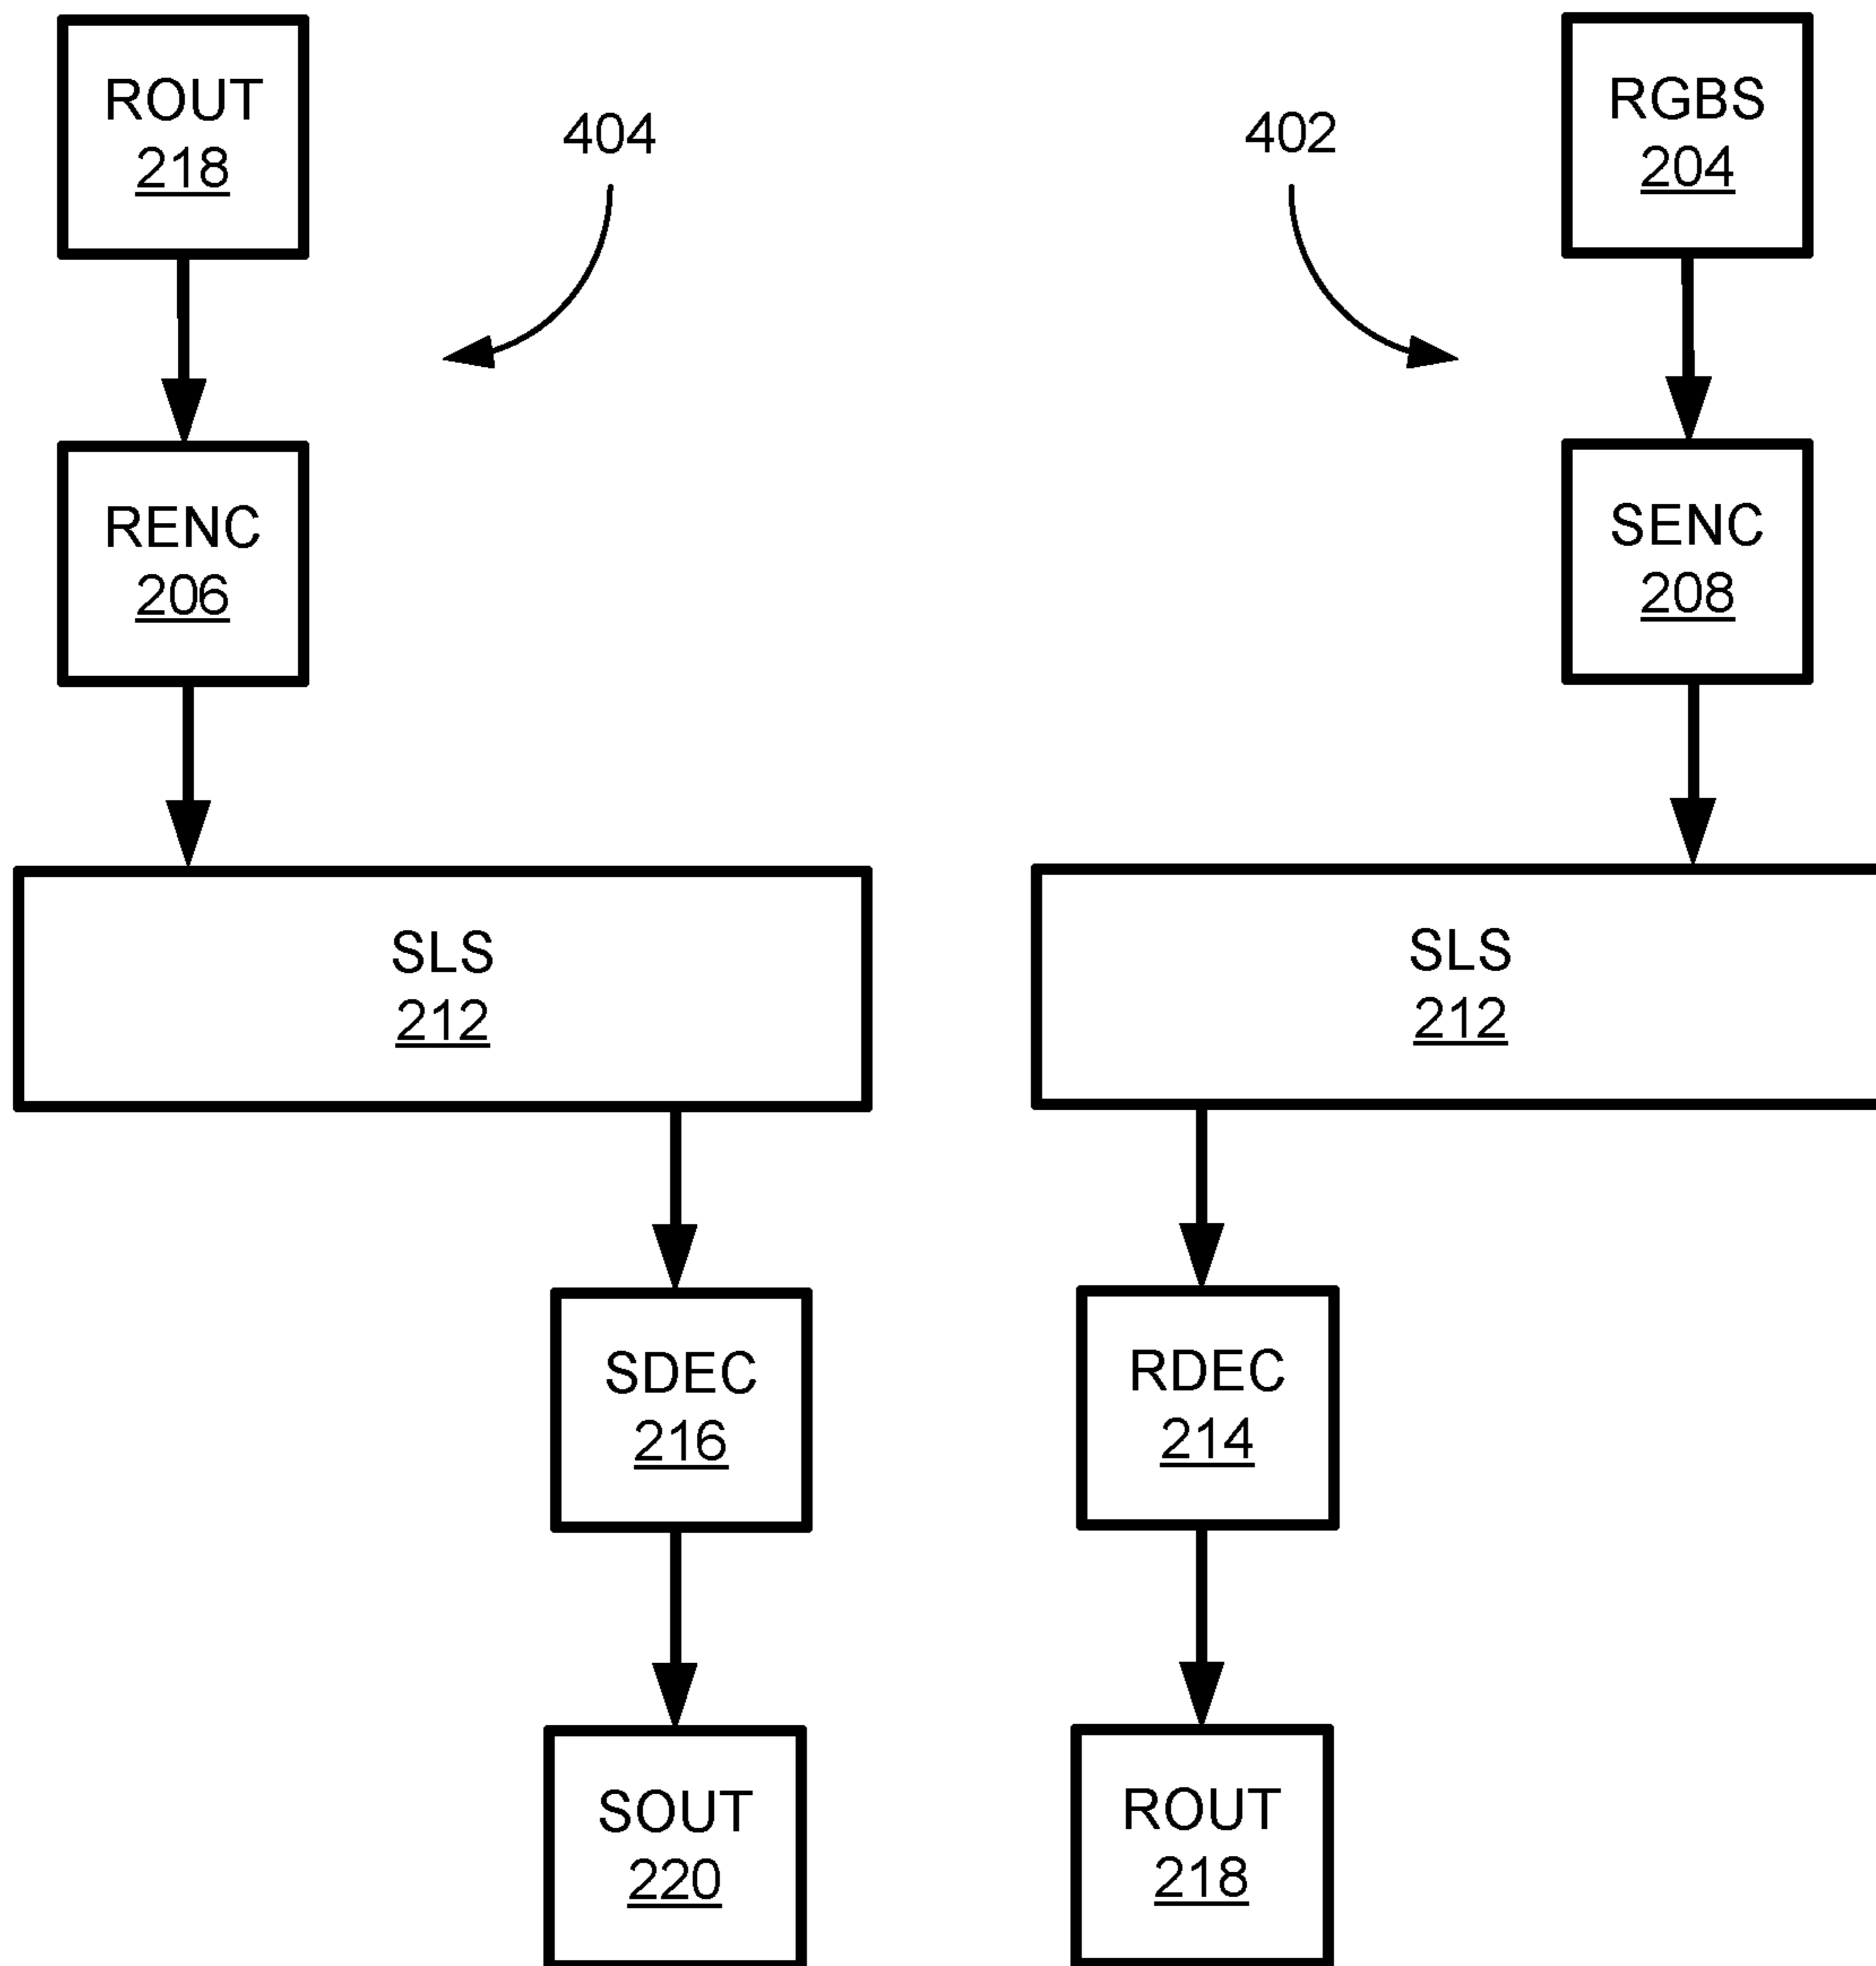 ROUT
218
404
402
RGBS
204
RENC
206
SENC
208
SLS
212
SLS
212
SDEC
216
RDEC
214
SOUT
220
ROUT
218